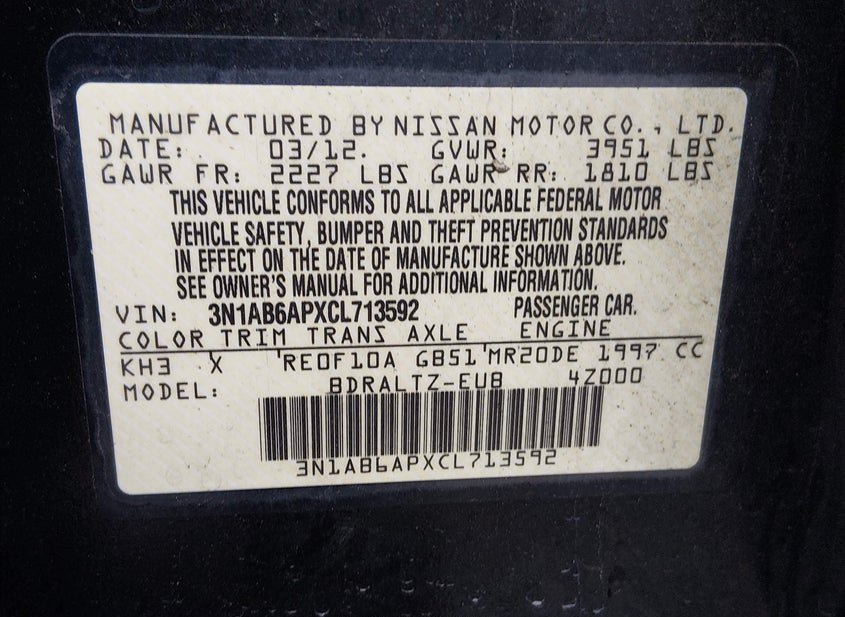 MANUFACTURED BY NISSAN MOTOR CO., LTD.
DATE: 03/12. GVWR: 3951 LBS
GAWR FR: 2227 LBS GAWR RR: 1810 LBS
THIS VEHICLE CONFORMS TO ALL APPLICABLE FEDERAL MOTOR
VEHICLE SAFETY, BUMPER AND THEFT PREVENTION STANDARDS
IN EFFECT ON THE DATE OF MANUFACTURE SHOWN ABOVE.
SEE OWNER'S MANUAL FOR ADDITIONAL INFORMATION.
VIN: 3N1AB6APXCL713592 PASSENGER CAR.
COLOR TRIM TRANS AXLE ENGINE
KH3 X RE0F10A GB51 MR20DE 1997 CC
MODEL: BDRALTZ-EUB 4Z000
3N1AB6APXCL713592